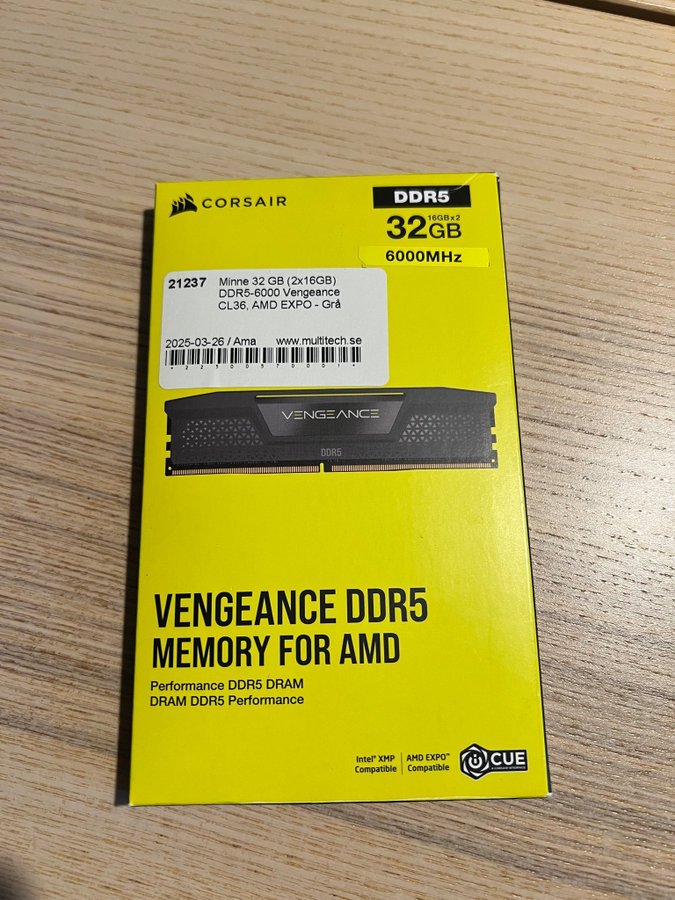 CORSAIR
DDR5
16GBx2
32GB
6000MHz
21237 Minne 32 GB (2x16GB)
DDR5-6000 Vengeance
CL36, AMD EXPO - Grå
2025-03-26 / Ama www.multitech.se
VENGEANCE
DDR5
VENGEANCE DDR5
MEMORY FOR AMD
Performance DDR5 DRAM
DRAM DDR5 Performance
Intel® XMP
Compatible
AMD EXPO™
Compatible
iCUE